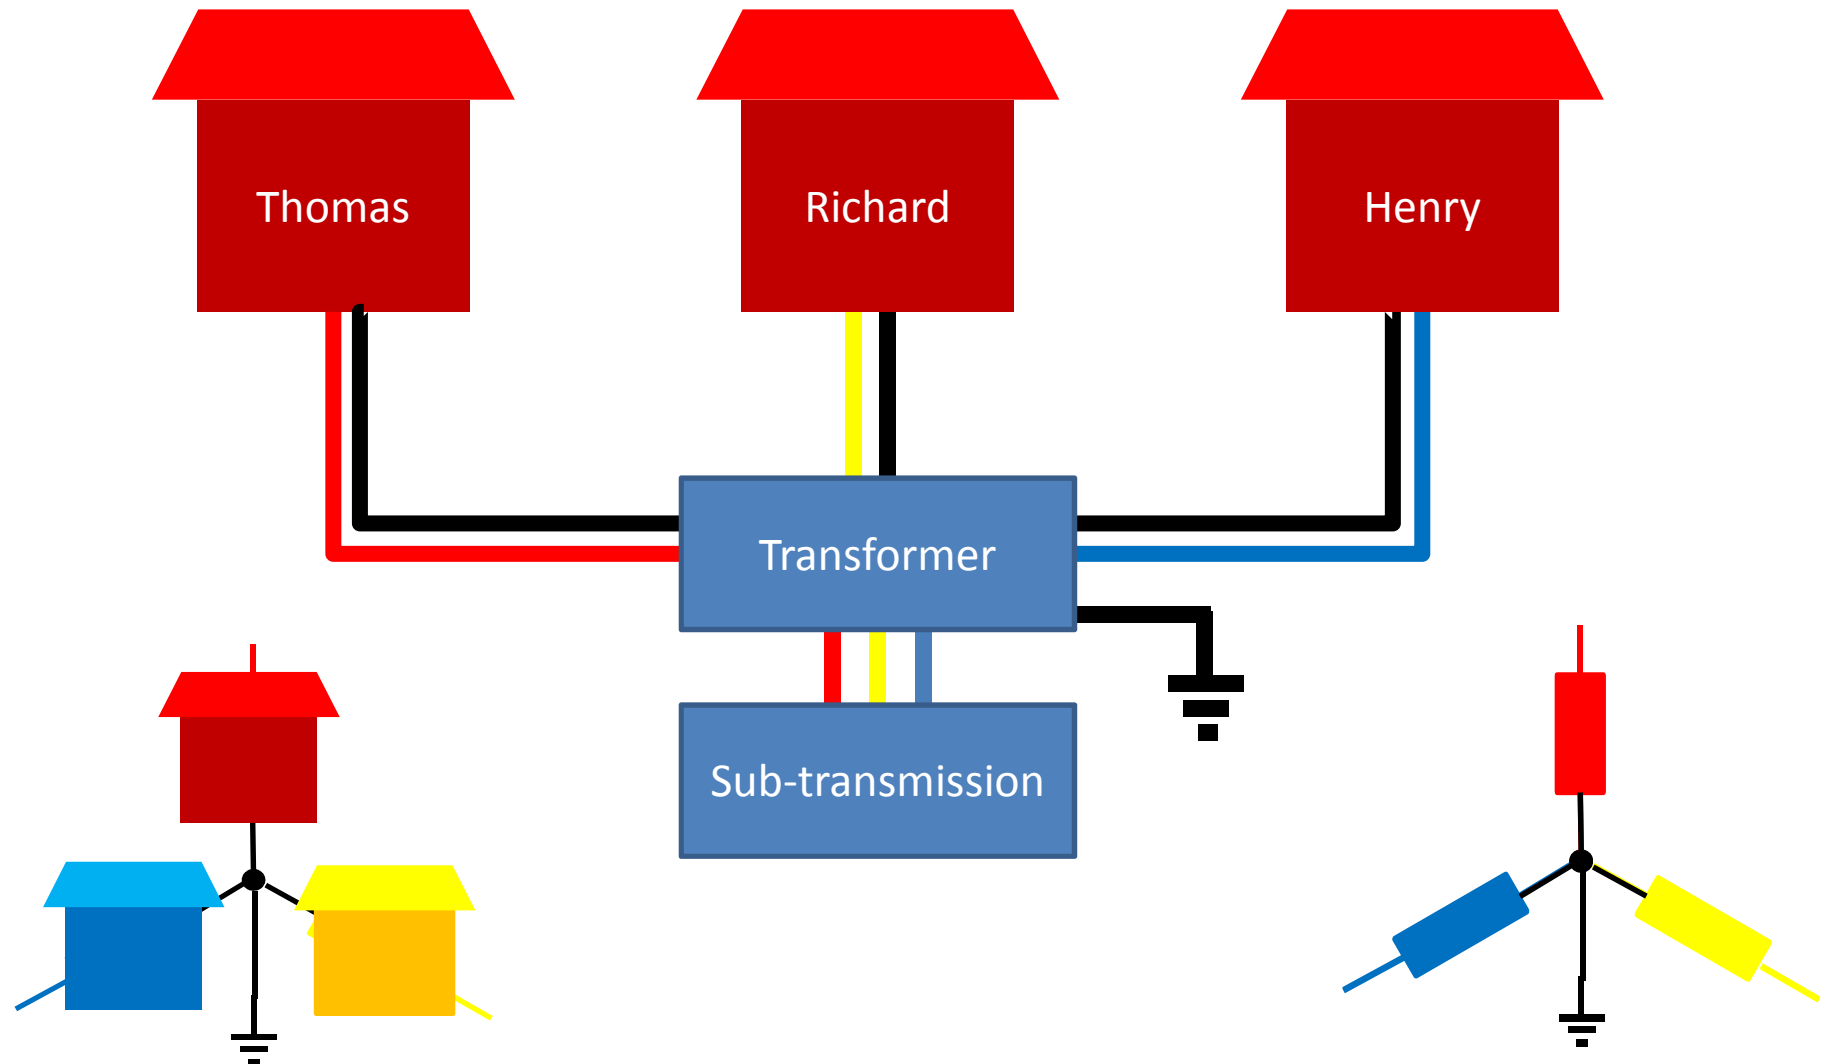 Thomas
Richard
Henry
Transformer
Sub-transmission